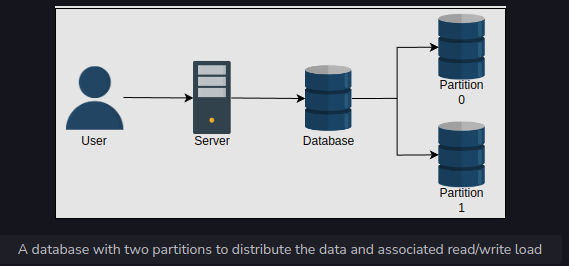 Partition
0
User
Server
Database
Partition
1
A database with two partitions to distribute the data and associated read/write load